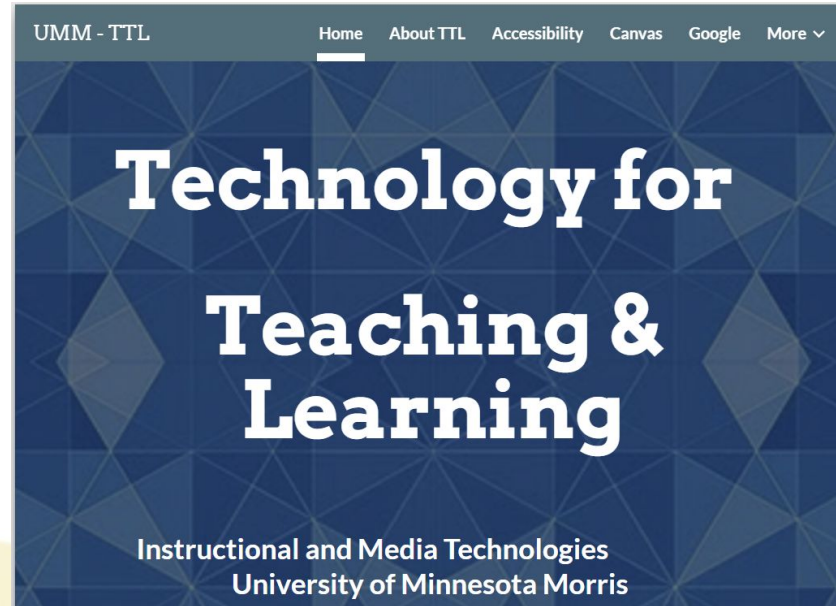 UMM - TTL Home About TTL Accessibility Canvas Google More
Technology for
Teaching &
Learning
Instructional and Media Technologies
University of Minnesota Morris